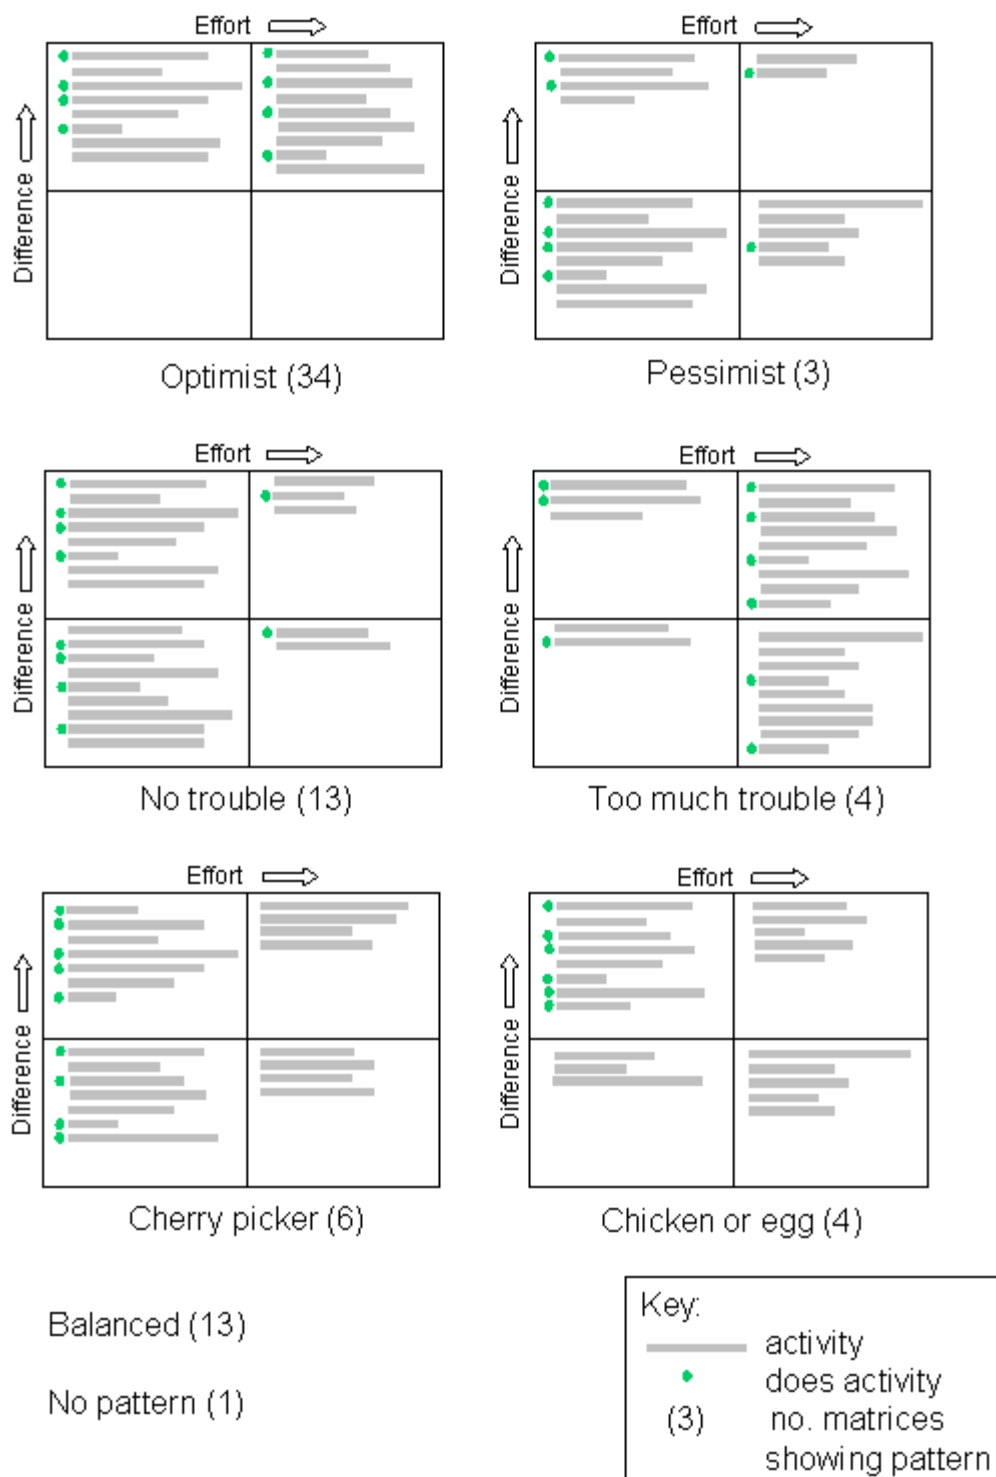 Effort
Effort
Difference
Difference
Optimist (34)
Pessimist (3)
Effort
Effort
Difference
Difference
No trouble (13)
Too much trouble (4)
Effort
Effort
Difference
Difference
Cherry picker (6)
Chicken or egg (4)
Balanced (13)
No pattern (1)
Key:
activity
does activity
(3) no. matrices
showing pattern